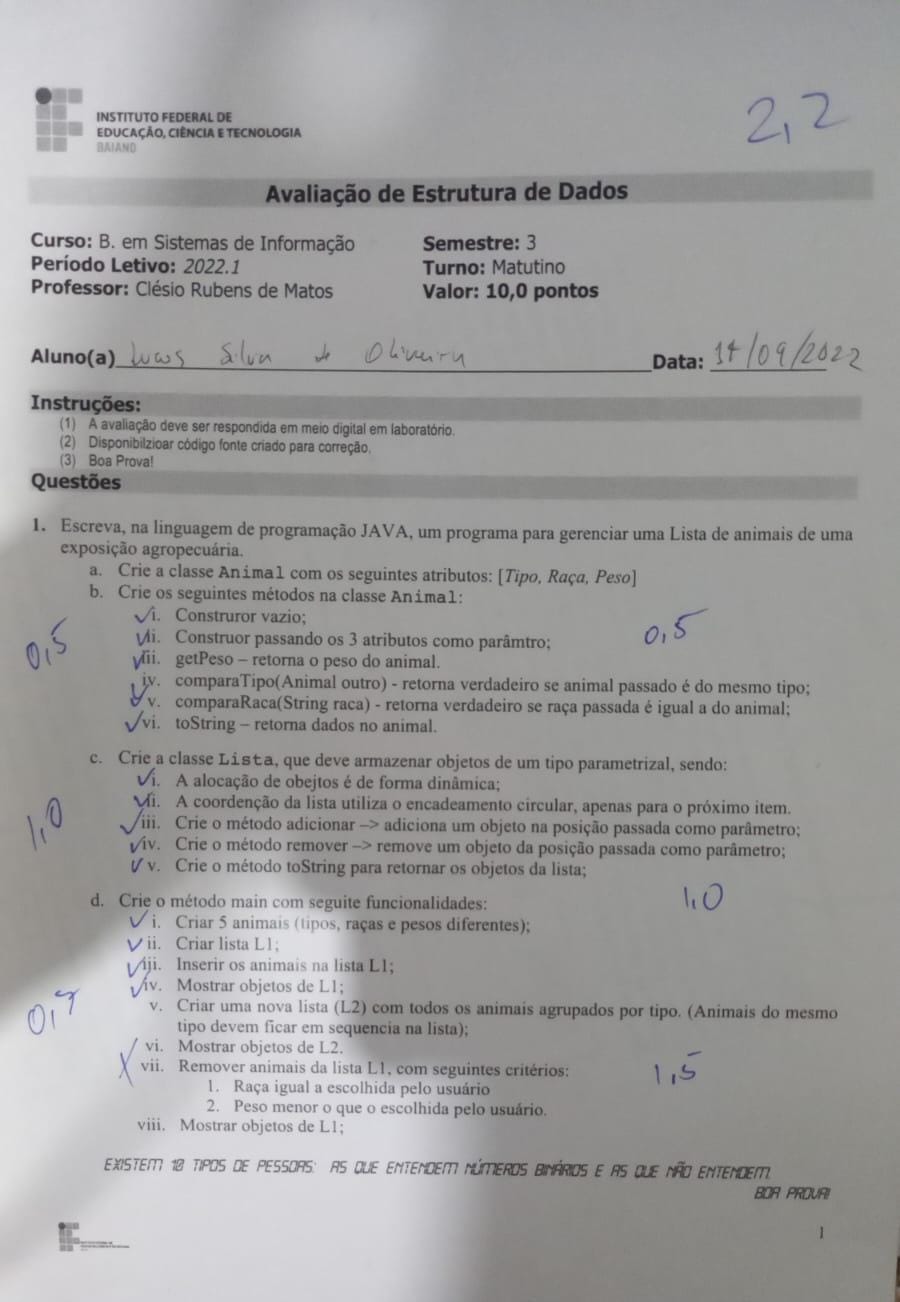 INSTITUTO FEDERAL DE
EDUCAÇÃO, CIÊNCIA E TECNOLOGIA
BAIANO
2,2
Avaliação de Estrutura de Dados
Curso: B. em Sistemas de Informação
Semestre: 3
Período Letivo: 2022.1
Turno: Matutino
Professor: Clésio Rubens de Matos
Valor: 10,0 pontos
Aluno(a) Lucas Silva de Oliveira Data: /09/2022
Instruções:
(1) A avaliação deve ser respondida em meio digital em laboratório.
(2) Disponibilzioar código fonte criado para correção.
(3) Boa Prova!
Questões
1. Escreva, na linguagem de programação JAVA, um programa para gerenciar uma Lista de animais de uma
exposição agropecuária.
a. Crie a classe Animal com os seguintes atributos: [Tipo, Raça, Peso]
b. Crie os seguintes métodos na classe Animal:
i. Construror vazio;
0,5 ii. Construor passando os 3 atributos como parâmtro; 0,5
iii. getPeso – retorna o peso do animal.
iv. comparaTipo(Animal outro) - retorna verdadeiro se animal passado é do mesmo tipo;
v. comparaRaca(String raca) - retorna verdadeiro se raça passada é igual a do animal;
vi. toString – retorna dados no animal.
c. Crie a classe Lista, que deve armazenar objetos de um tipo parametrizal, sendo:
i. A alocação de obejtos é de forma dinâmica;
ii. A coordenção da lista utiliza o encadeamento circular, apenas para o próximo item.
1,0 iii. Crie o método adicionar –> adiciona um objeto na posição passada como parâmetro;
iv. Crie o método remover –> remove um objeto da posição passada como parâmetro;
v. Crie o método toString para retornar os objetos da lista;
d. Crie o método main com seguite funcionalidades: 1,0
i. Criar 5 animais (tipos, raças e pesos diferentes);
ii. Criar lista L1;
iii. Inserir os animais na lista L1;
iv. Mostrar objetos de L1;
0,7 v. Criar uma nova lista (L2) com todos os animais agrupados por tipo. (Animais do mesmo
tipo devem ficar em sequencia na lista);
vi. Mostrar objetos de L2.
vii. Remover animais da lista L1, com seguintes critérios: 1,5
1. Raça igual a escolhida pelo usuário
2. Peso menor o que o escolhida pelo usuário.
viii. Mostrar objetos de L1;
EXISTEM 10 TIPOS DE PESSOAS: AS QUE ENTENDEM NÚMEROS BINÁRIOS E AS QUE NÃO ENTENDEM.
BOA PROVA!
1